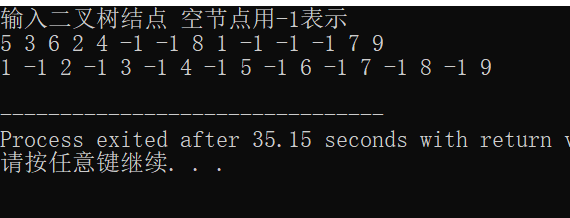 输入二叉树结点 空节点用-1表示
5 3 6 2 4 -1 -1 8 1 -1 -1 -1 7 9
1 -1 2 -1 3 -1 4 -1 5 -1 6 -1 7 -1 8 -1 9
--------------------------------
Process exited after 35.15 seconds with return v
请按任意键继续. . .